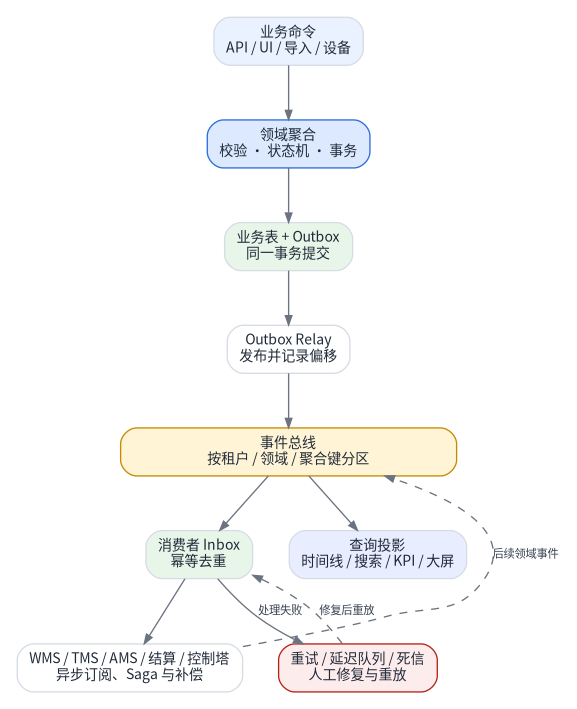 业务命令
API / UI / 导入 / 设备
领域聚合
校验 · 状态机 · 事务
业务表 + Outbox
同一事务提交
Outbox Relay
发布并记录偏移
事件总线
按租户 / 领域 / 聚合键分区
消费者 Inbox
幂等去重
查询投影
时间线 / 搜索 / KPI / 大屏
后续领域事件
处理失败
修复后重放
WMS / TMS / AMS / 结算 / 控制塔
异步订阅、Saga 与补偿
重试 / 延迟队列 / 死信
人工修复与重放